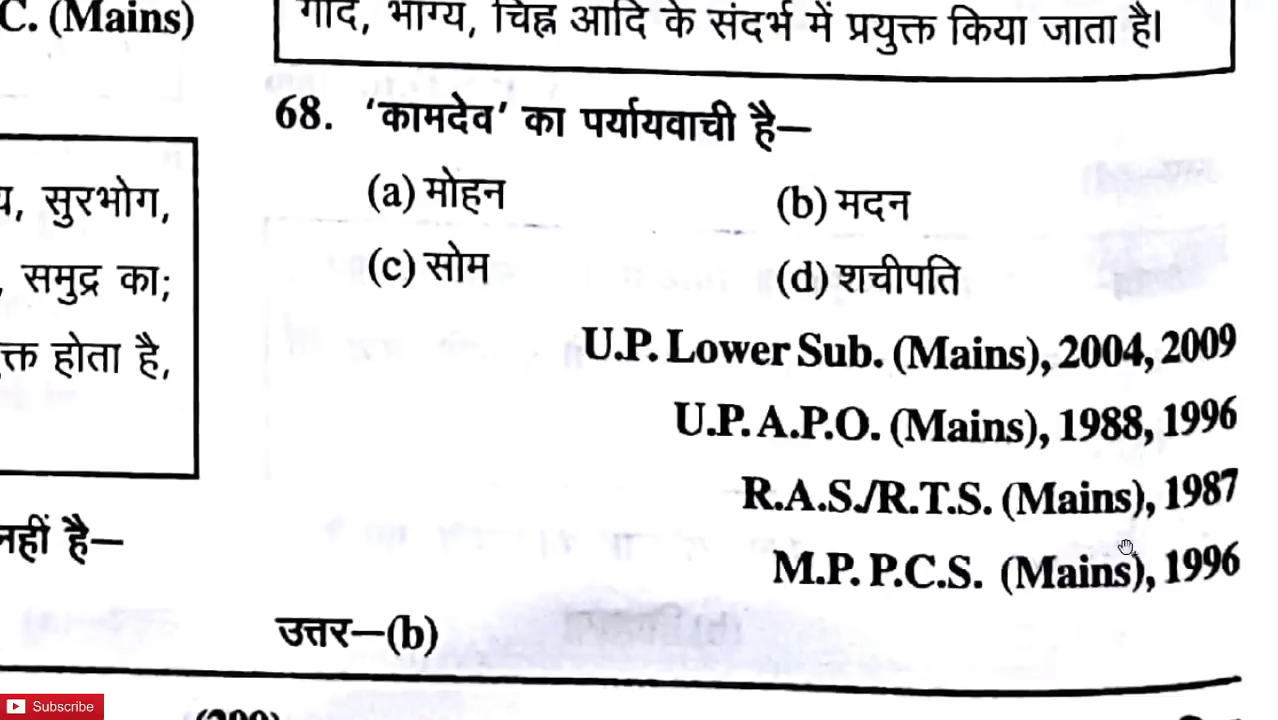 C. (Mains)
य, सुरभोग,
, समुद्र का;
क्त होता है,
नहीं है–
गोद, भाग्य, चिह्न आदि के संदर्भ में प्रयुक्त किया जाता है।
68. ‘कामदेव’ का पर्यायवाची है–
(a) मोहन
(b) मदन
(c) सोम
(d) शचीपति
U.P. Lower Sub. (Mains), 2004, 2009
U.P. A.P.O. (Mains), 1988, 1996
R.A.S./R.T.S. (Mains), 1987
M.P. P.C.S. (Mains), 1996
उत्तर–(b)
Subscribe